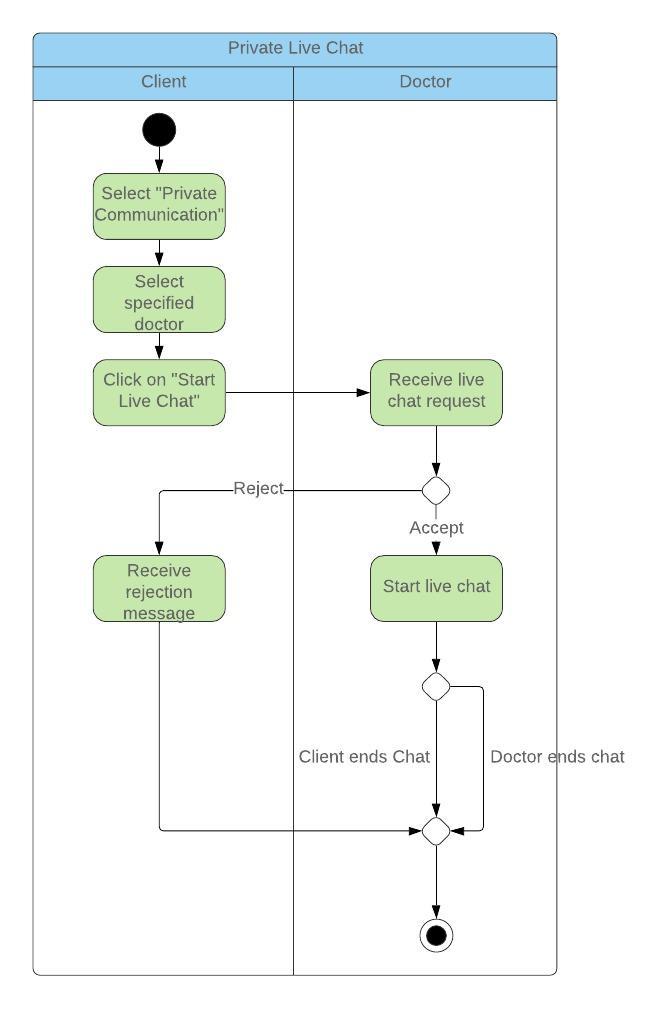 Private Live Chat
Client
Doctor
Select "Private
Communication"
Select
specified
doctor
Click on "Start
Live Chat"
Receive live
chat request
Reject
Accept
Receive
rejection
message
Start live chat
Client ends Chat
Doctor ends chat